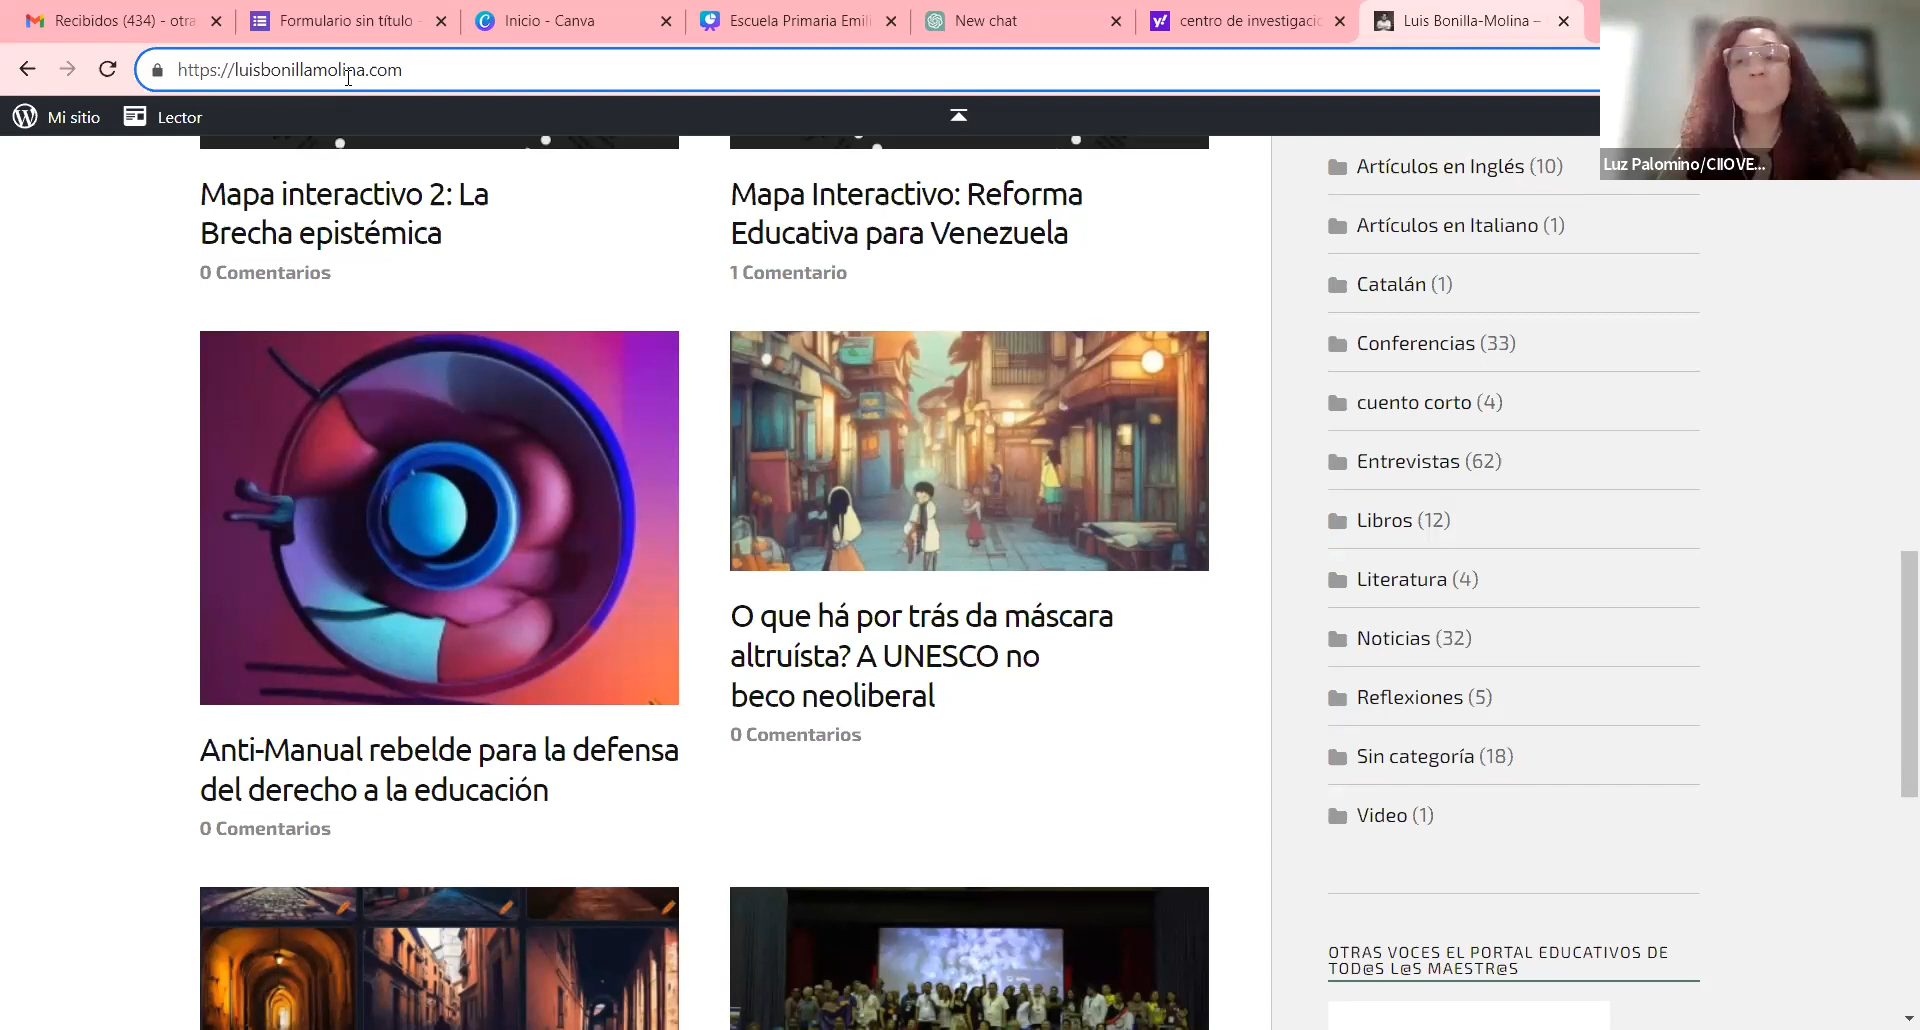 Recibidos (434) - otra
Formulario sin título -
Inicio - Canva
Escuela Primaria Emili
New chat
centro de investigacic
Luis Bonilla-Molina –
https://luisbonillamolina.com
Mi sitio
Lector
Luz Palomino/CIIOVE...
Mapa interactivo 2: La
Brecha epistémica
0 Comentarios
Mapa Interactivo: Reforma
Educativa para Venezuela
1 Comentario
Anti-Manual rebelde para la defensa
del derecho a la educación
0 Comentarios
O que há por trás da máscara
altruísta? A UNESCO no
beco neoliberal
0 Comentarios
Artículos en Inglés (10)
Artículos en Italiano (1)
Catalán (1)
Conferencias (33)
cuento corto (4)
Entrevistas (62)
Libros (12)
Literatura (4)
Noticias (32)
Reflexiones (5)
Sin categoría (18)
Video (1)
OTRAS VOCES EL PORTAL EDUCATIVOS DE
TOD@S L@S MAESTR@S